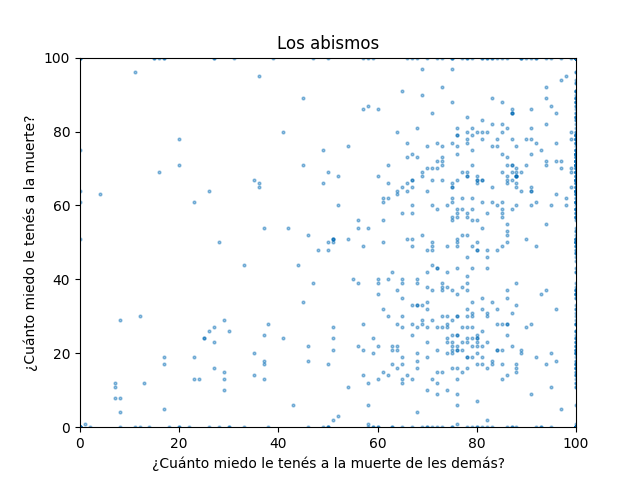 Los abismos
100
80
60
40
20
0
¿Cuánto miedo le tenés a la muerte?
0 20 40 60 80 100
¿Cuánto miedo le tenés a la muerte de les demás?